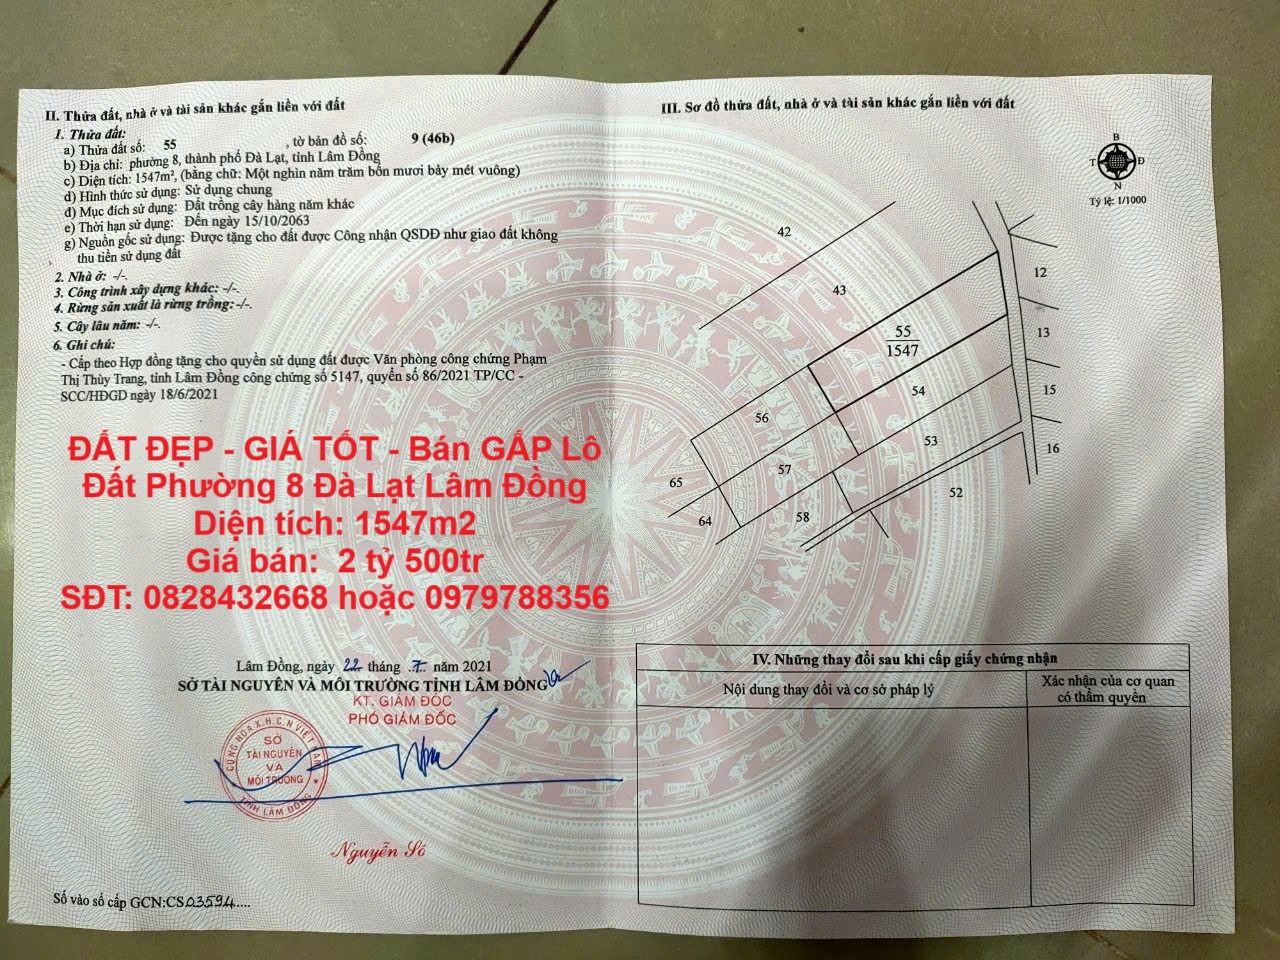 II. Thửa đất, nhà ở và tài sản khác gắn liền với đất
1. Thửa đất:
a) Thửa đất số: 55 , tờ bản đồ số: 9 (46b)
b) Địa chỉ: phường 8, thành phố Đà Lạt, tỉnh Lâm Đồng
c) Diện tích: 1547m², (bằng chữ: Một nghìn năm trăm bốn mươi bảy mét vuông)
d) Hình thức sử dụng: Sử dụng chung
đ) Mục đích sử dụng: Đất trồng cây hàng năm khác
e) Thời hạn sử dụng: Đến ngày 15/10/2063
g) Nguồn gốc sử dụng: Được tặng cho đất được Công nhận QSDĐ như giao đất không
thu tiền sử dụng đất
2. Nhà ở: -/-.
3. Công trình xây dựng khác: -/-.
4. Rừng sản xuất là rừng trồng: -/-.
5. Cây lâu năm: -/-.
6. Ghi chú:
- Cấp theo Hợp đồng tặng cho quyền sử dụng đất được Văn phòng công chứng Phạm
Thị Thùy Trang, tỉnh Lâm Đồng công chứng số 5147, quyển số 86/2021 TP/CC -
SCC/HĐGD ngày 18/6/2021
ĐẤT ĐẸP - GIÁ TỐT - Bán GẤP Lô
Đất Phường 8 Đà Lạt Lâm Đồng
Diện tích: 1547m2
Giá bán: 2 tỷ 500tr
SĐT: 0828432668 hoặc 0979788356
Lâm Đồng, ngày 22 tháng .7. năm 2021
SỞ TÀI NGUYÊN VÀ MÔI TRƯỜNG TỈNH LÂM ĐỒNG
KT. GIÁM ĐỐC
PHÓ GIÁM ĐỐC
CỘNG HÒA X.H.C.N VIỆT NAM
SỞ
TÀI NGUYÊN
VÀ
MÔI TRƯỜNG
TỈNH LÂM ĐỒNG
Nguyễn Sô
Số vào sổ cấp GCN:CS03594.....
III. Sơ đồ thửa đất, nhà ở và tài sản khác gắn liền với đất
B
T
Đ
N
Tỷ lệ: 1/1000
42
43
12
55
1547
13
54
15
56
53
16
57
65
52
64
58
IV. Những thay đổi sau khi cấp giấy chứng nhận
Nội dung thay đổi và cơ sở pháp lý
Xác nhận của cơ quan
có thẩm quyền